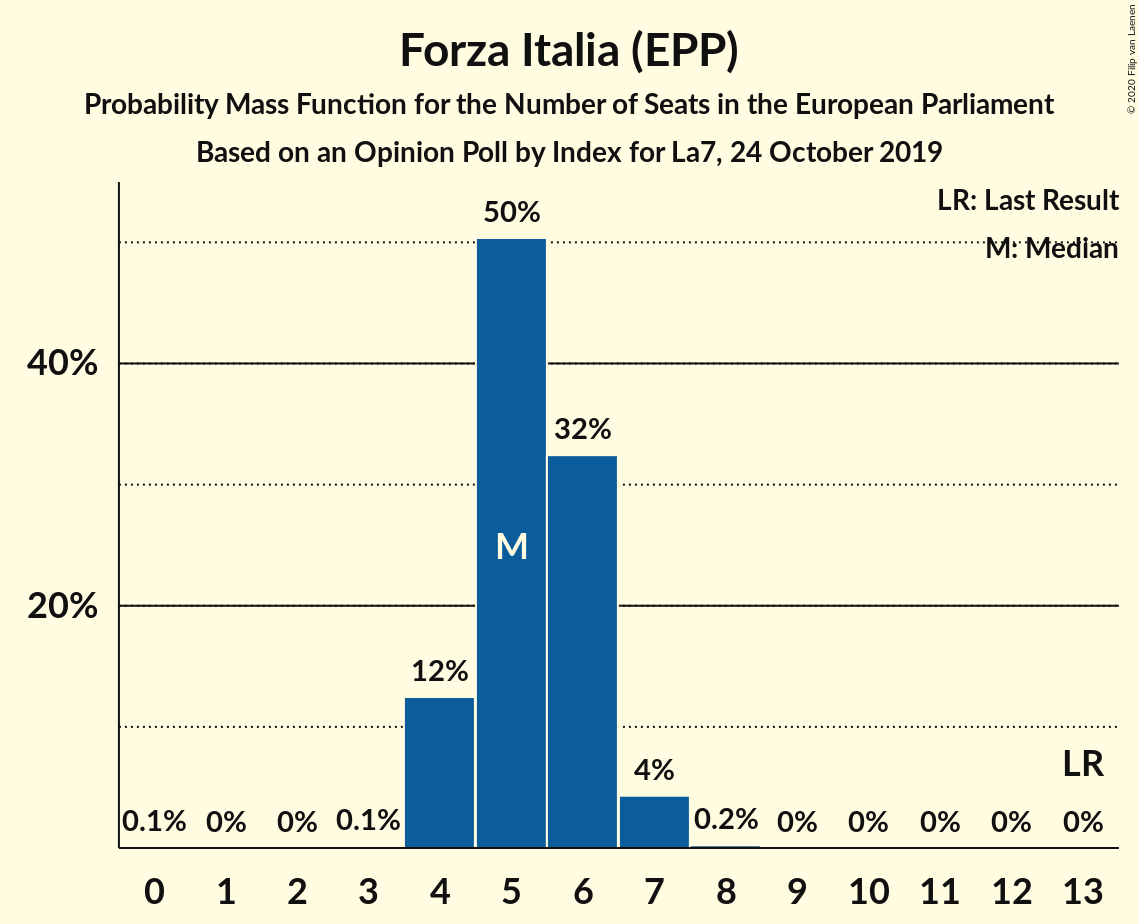 Forza Italia (EPP)
Probability Mass Function for the Number of Seats in the European Parliament
Based on an Opinion Poll by Index for La7, 24 October 2019
© 2020 Filip van Laenen
LR: Last Result
M: Median
50%
40%
32%
M
20%
12%
4%
LR
0.1% 0% 0% 0.1% 0.2% 0% 0% 0% 0% 0%
0 1 2 3 4 5 6 7 8 9 10 11 12 13